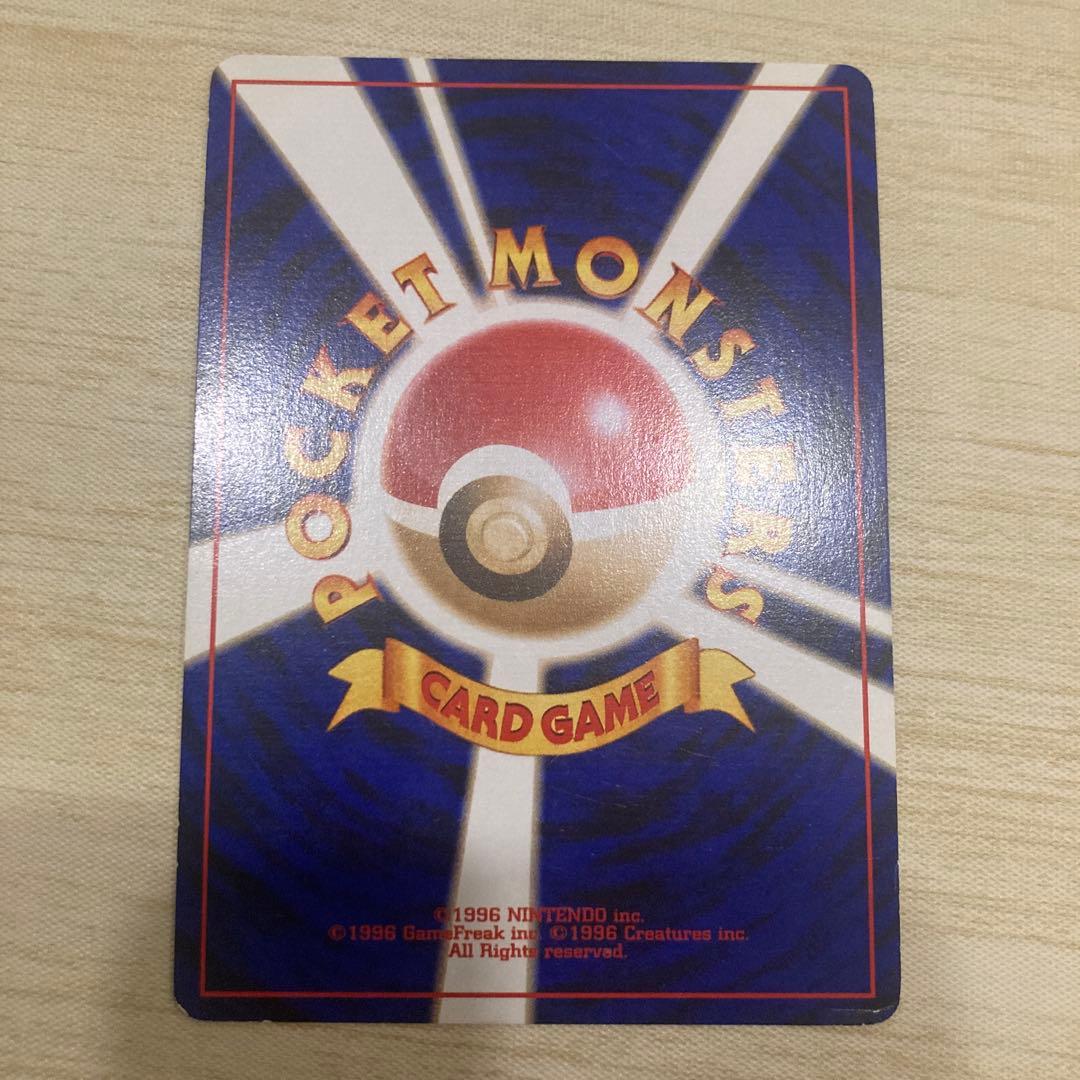 POCKET MONSTERS
CARD GAME
©1996 NINTENDO inc.
©1996 GameFreak inc. ©1996 Creatures inc.
All Rights reserved.